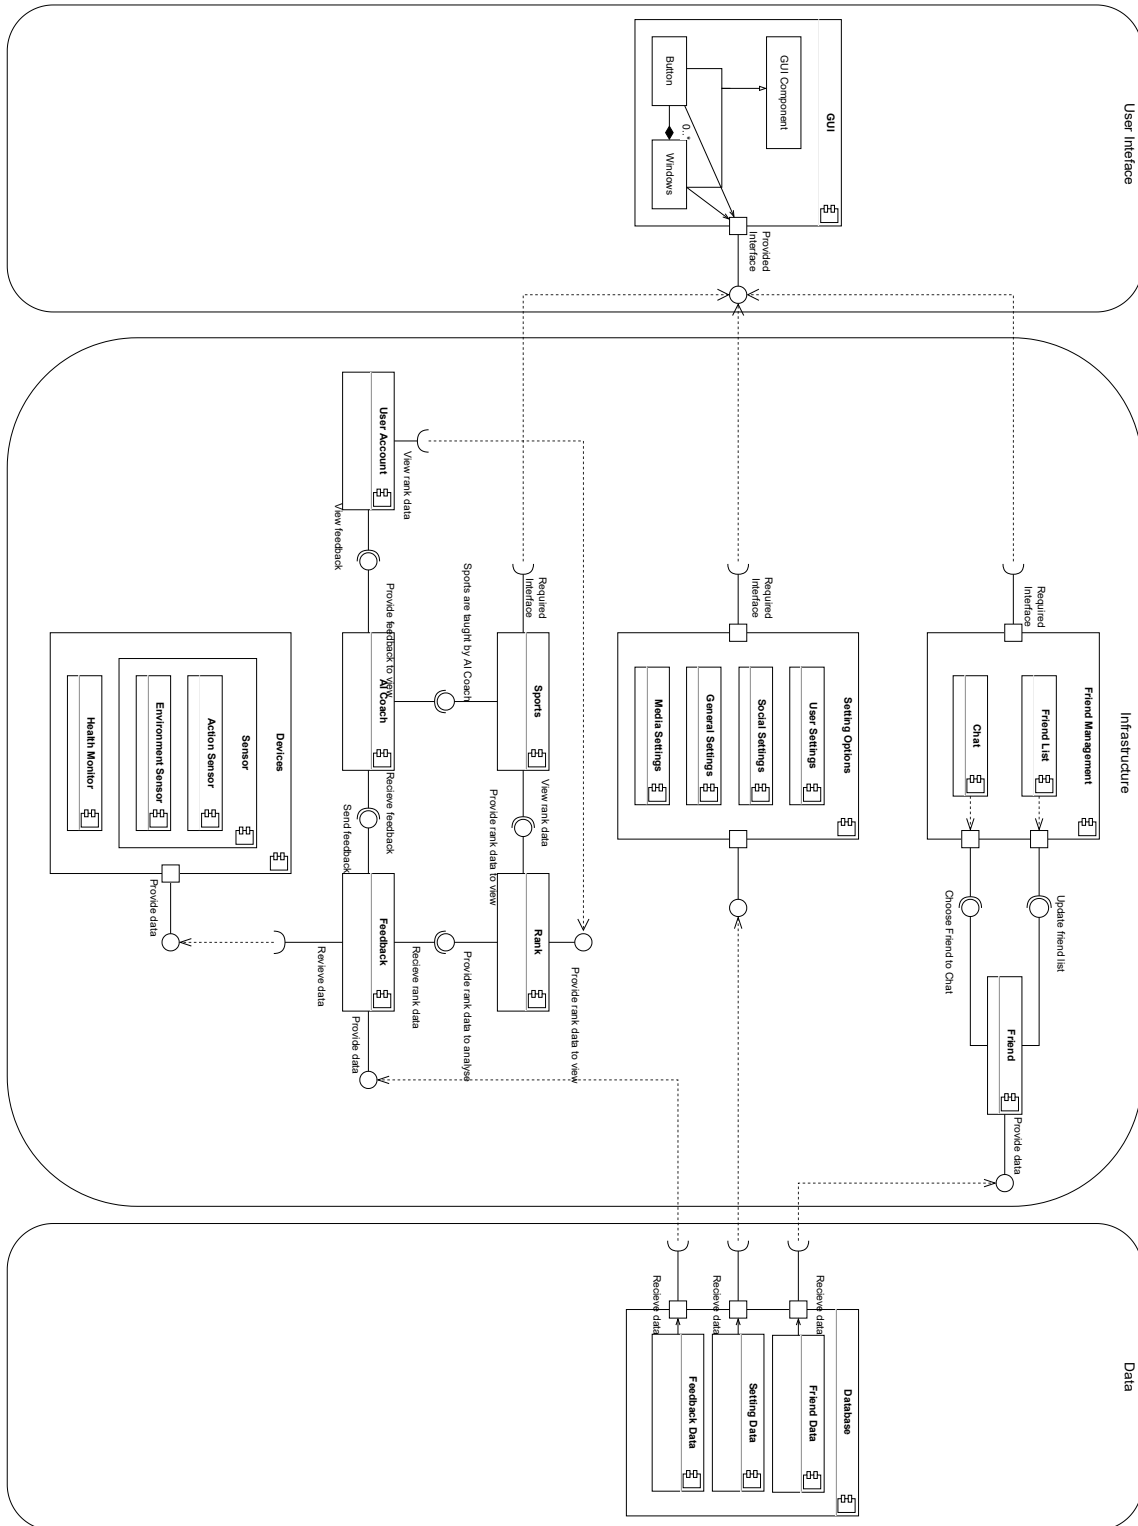 User Inteface
GUI
GUI Component
Button
0..*
Windows
Provided
Interface
Infrastructure
Required
Interface
Friend Management
Friend List
Chat
Update friend list
Choose Friend to Chat
Friend
Provide data
Required
Interface
Setting Options
User Settings
Social Settings
General Settings
Media Settings
Required
Interface
Sports
View rank data
Provide rank data to view
Rank
Provide rank data to view
Sports are taught by AI Coach
Provide rank data to analyse
Recieve rank data
User Account
View rank data
View feedback
Provide feedback to view
AI Coach
Recieve feedback
Send feedback
Feedback
Provide data
Revieve data
Devices
Sensor
Action Sensor
Environment Sensor
Health Monitor
Provide data
Data
Database
Recieve data
Friend Data
Recieve data
Setting Data
Recieve data
Feedback Data